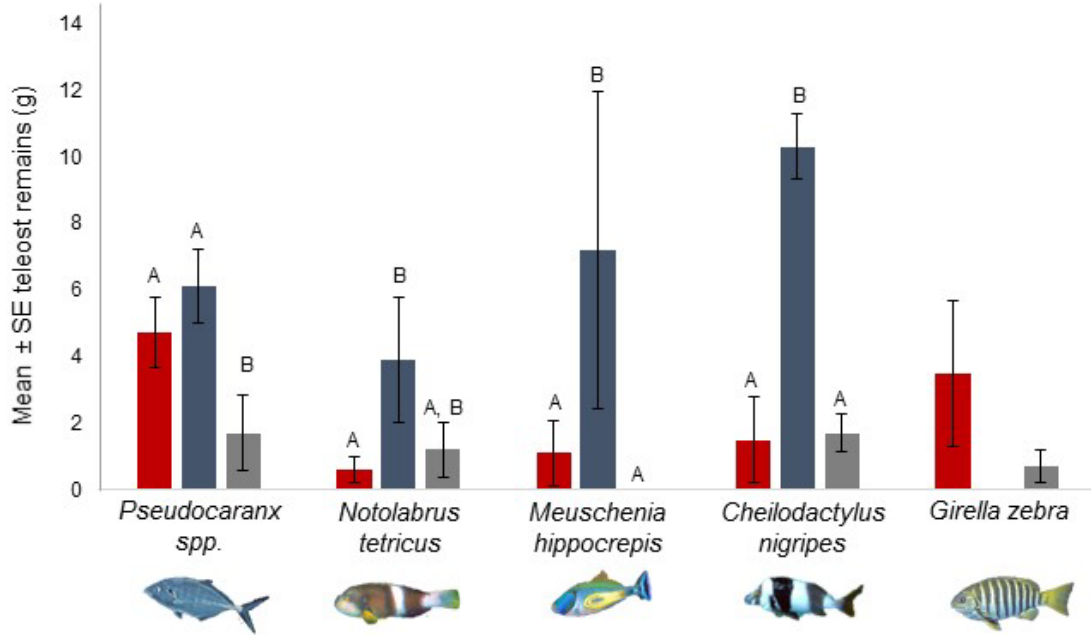 Mean ± SE teleost remains (g)
14
12
10
8
6
4
2
0
A
A
B
A
B
A, B
A
B
A
A
B
A
Pseudocaranx
spp.
Notolabrus
tetricus
Meuschenia
hippocrepis
Cheilodactylus
nigripes
Girella zebra